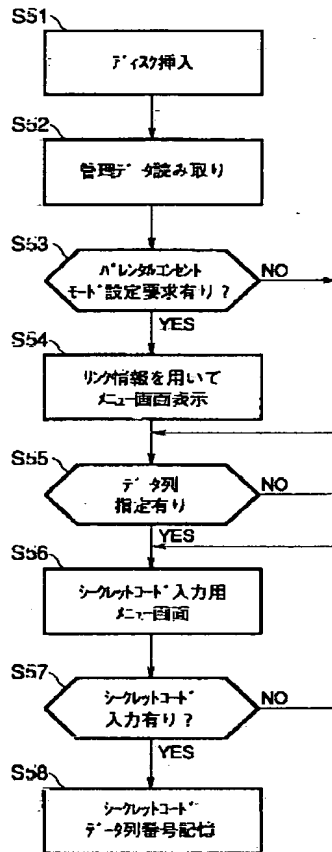 S51
ディスク挿入
S52
管理データ読み取り
S53
パレンタルコンセント
モード設定要求有り?
NO
YES
S54
リンク情報を用いて
メニュー画面表示
S55
データ列
指定有り
NO
YES
S56
シークレットコード入力用
メニュー画面
S57
シークレットコード
入力有り?
NO
YES
S58
シークレットコード
データ列番号記憶